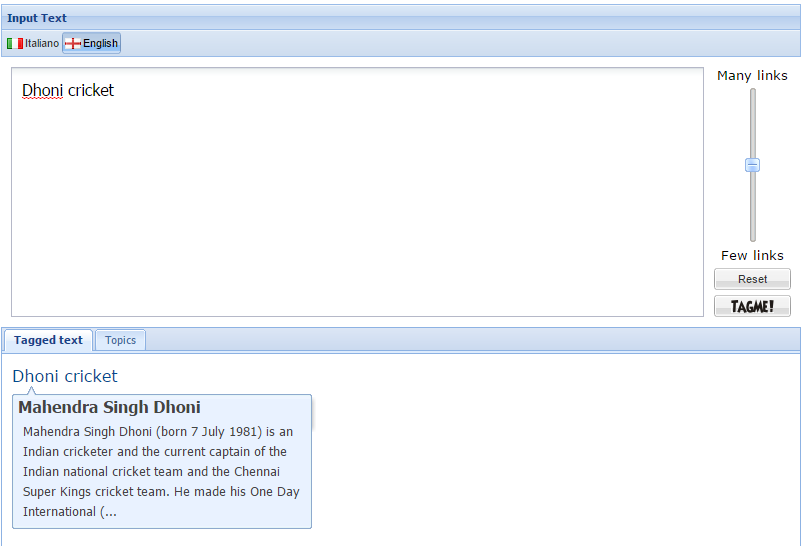 Input Text
Italiano English
Dhoni cricket
Many links
Few links
Reset
TAGME!
Tagged text Topics
Dhoni cricket
Mahendra Singh Dhoni
Mahendra Singh Dhoni (born 7 July 1981) is an
Indian cricketer and the current captain of the
Indian national cricket team and the Chennai
Super Kings cricket team. He made his One Day
International (...